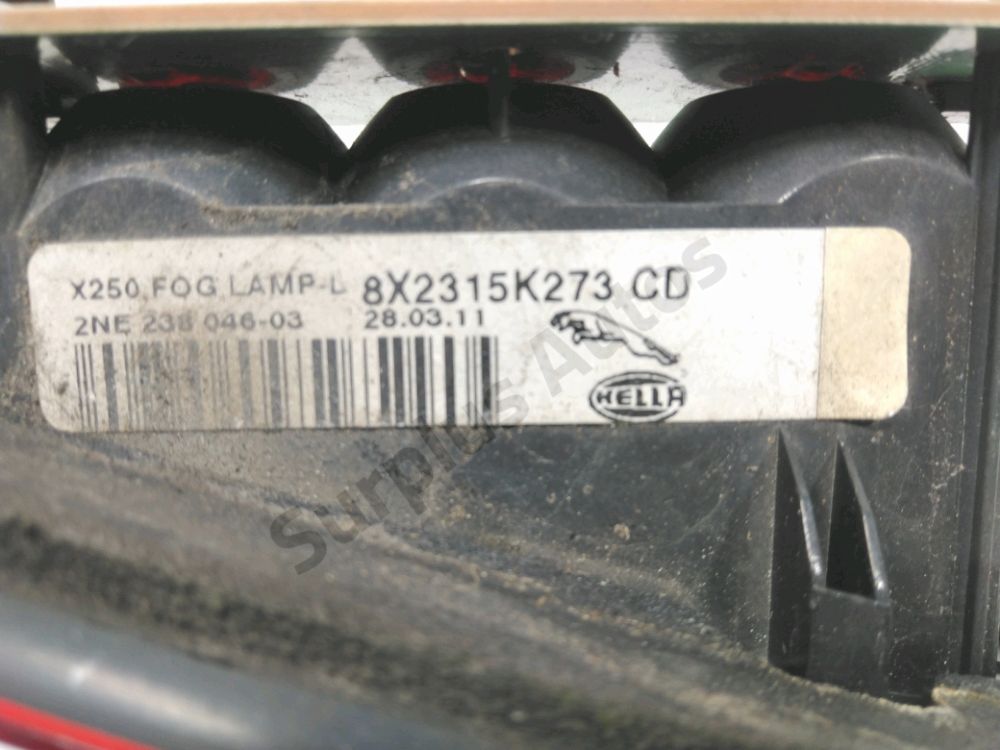 X250 FOG LAMP-L 8X2315K273 CD
2NE 238 046-03 28.03.11
HELLA
Surplus Autos